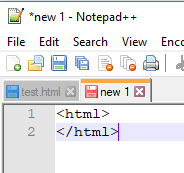 *new 1 - Notepad++
File Edit Search View Enco
test.html new 1
1 <html>
2 </html>